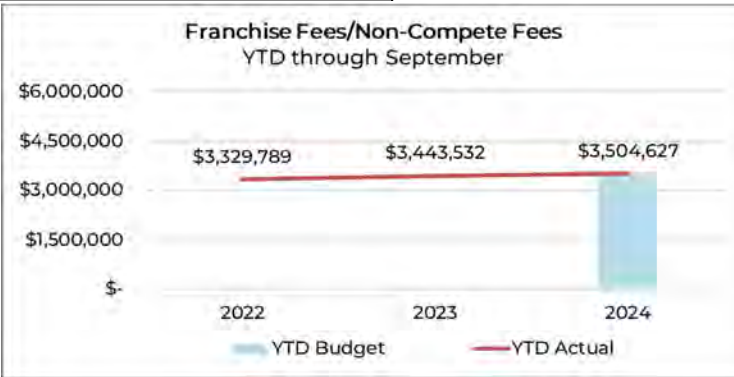 Franchise Fees/Non-Compete Fees
YTD through September
$6,000,000
$4,500,000
$3,329,789 $3,443,532 $3,504,627
$3,000,000
$1,500,000
$-
2022 2023 2024
YTD Budget YTD Actual